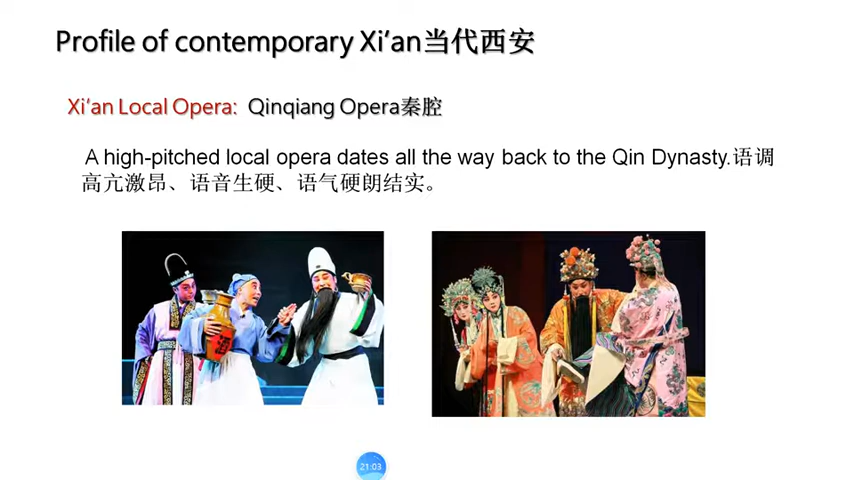 Profile of contemporary Xi'an当代西安
Xi'an Local Opera: Qinqiang Opera秦腔
A high-pitched local opera dates all the way back to the Qin Dynasty.语调
高亢激昂、语音生硬、语气硬朗结实。
21:03